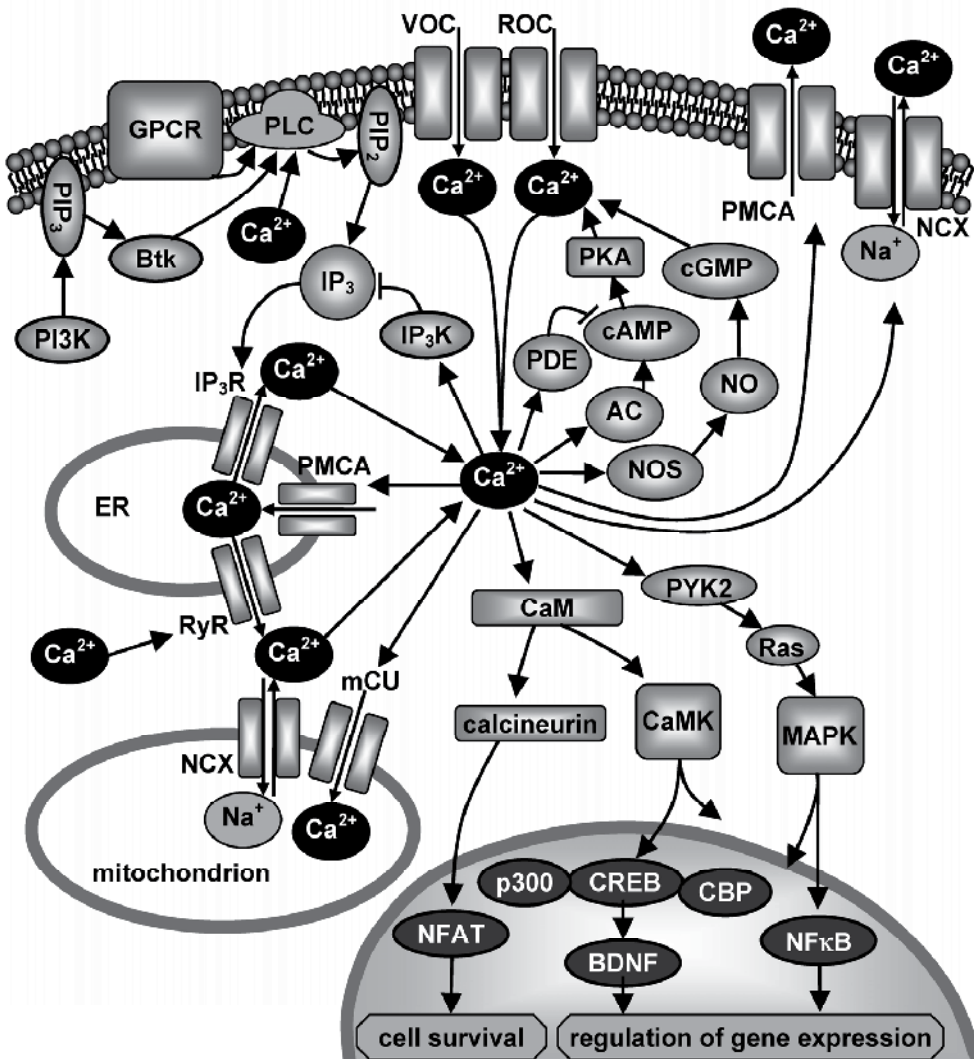 VOC
ROC
Ca²⁺
Ca²⁺
GPCR
PLC
PIP₂
Ca²⁺
Ca²⁺
PMCA
NCX
PIP₃
Btk
Ca²⁺
Na⁺
PKA
cGMP
PI3K
IP₃
IP₃K
PDE
cAMP
IP₃R
Ca²⁺
AC
NO
PMCA
Ca²⁺
NOS
ER
Ca²⁺
CaM
PYK2
RyR
Ca²⁺
Ca²⁺
Ras
mCU
calcineurin
CaMK
MAPK
NCX
Na⁺
Ca²⁺
mitochondrion
p300
CREB
CBP
NFAT
NFκB
BDNF
cell survival
regulation of gene expression